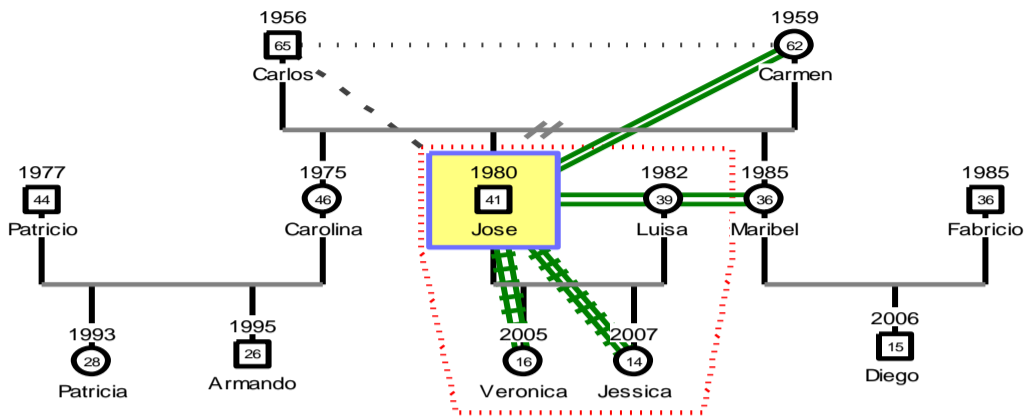 1956
65
Carlos
1959
62
Carmen
1977
44
Patricio
1975
46
Carolina
1980
41
Jose
1982
39
Luisa
1985
36
Maribel
1985
36
Fabricio
1993
28
Patricia
1995
26
Armando
2005
16
Veronica
2007
14
Jessica
2006
15
Diego